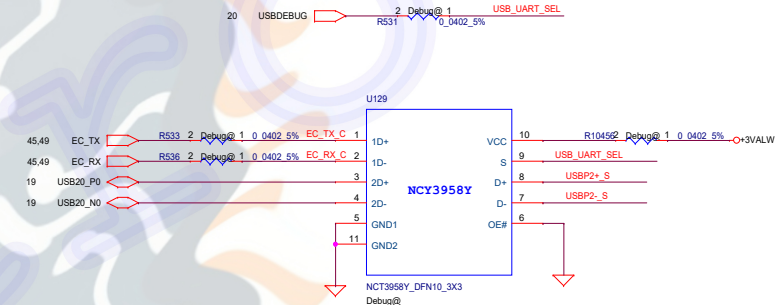 20 USBDEBUG 2 Debug@ 1 USB_UART_SEL
R531 0_0402_5%
U129
45,49 EC_TX R533 2 Debug@ 1 0_0402_5% EC_TX_C 1 1D+ VCC 10 R10456 2 Debug@ 1 0_0402_5% +3VALW
45,49 EC_RX R536 2 Debug@ 1 0_0402_5% EC_RX_C 2 1D- S 9 USB_UART_SEL
19 USB20_P0 3 2D+ D+ 8 USBP2+_S
19 USB20_N0 4 2D- D- 7 USBP2-_S
NCY3958Y
5 GND1 OE# 6
11 GND2
NCT3958Y_DFN10_3X3
Debug@